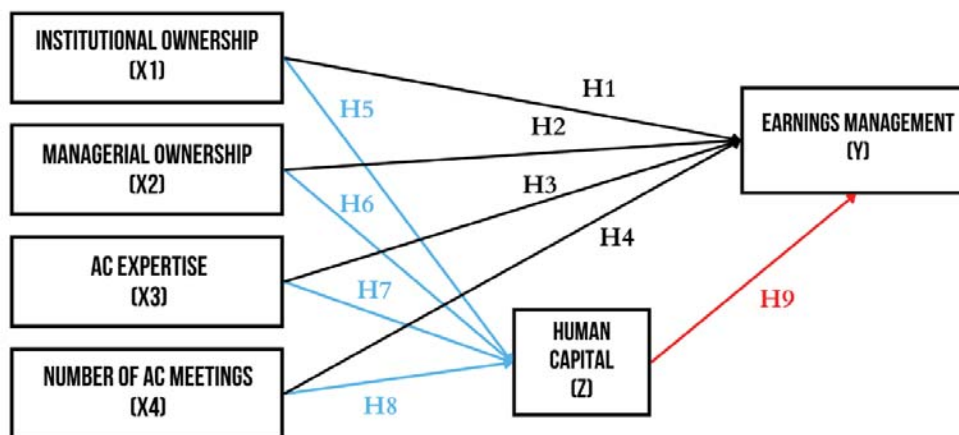 INSTITUTIONAL OWNERSHIP
(X1)
MANAGERIAL OWNERSHIP
(X2)
AC EXPERTISE
(X3)
NUMBER OF AC MEETINGS
(X4)
H1
H2
H3
H4
H5
H6
H7
H8
HUMAN
CAPITAL
(Z)
H9
EARNINGS MANAGEMENT
(Y)